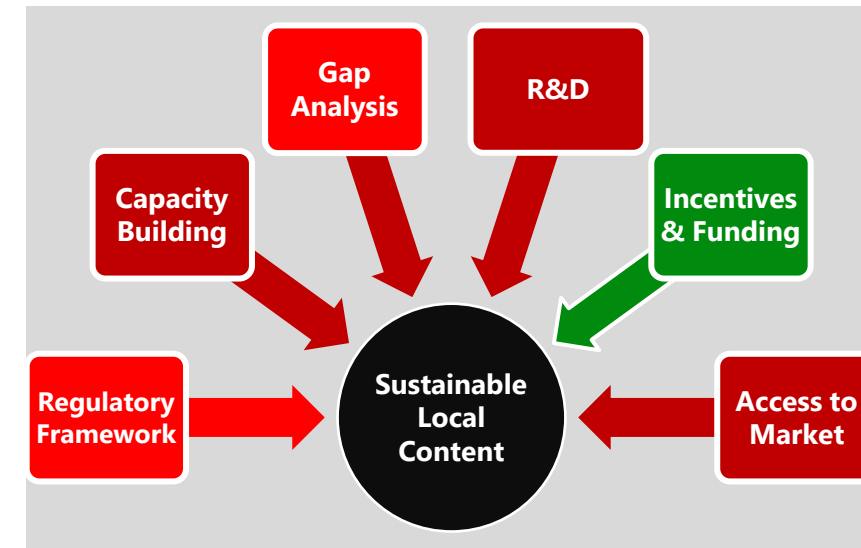 Gap
Analysis
R&D
Capacity
Building
Incentives
& Funding
Regulatory
Framework
Sustainable
Local
Content
Access to
Market